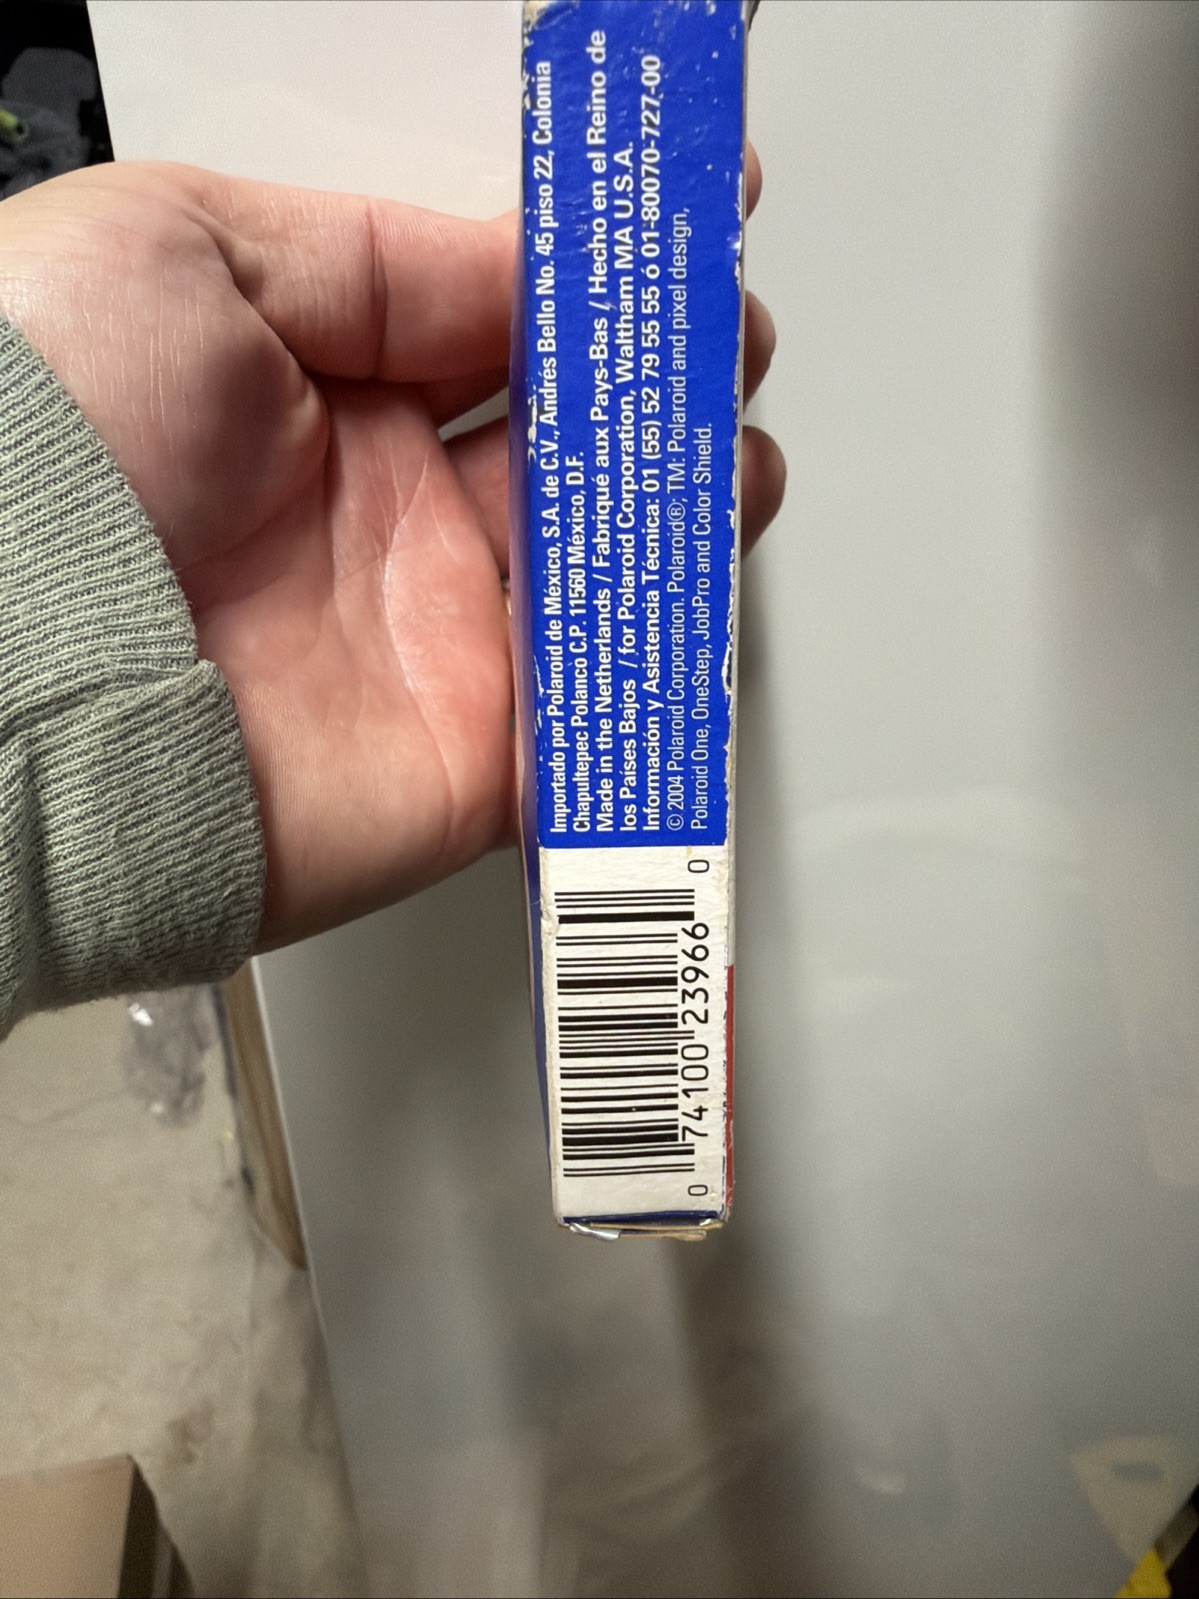 Importado por Polaroid de México, S.A. de C.V., Andrés Bello No. 45 piso 22, Colonia
Chapultepec Polanco C.P. 11560 México, D.F.
Made in the Netherlands / Fabriqué aux Pays-Bas / Hecho en el Reino de
los Países Bajos / for Polaroid Corporation, Waltham MA U.S.A.
Información y Asistencia Técnica: 01 (55) 52 79 55 55 ó 01-80070-727-00
© 2004 Polaroid Corporation. Polaroid®; TM: Polaroid and pixel design,
Polaroid One, OneStep, JobPro and Color Shield.
0 74100 23966 0